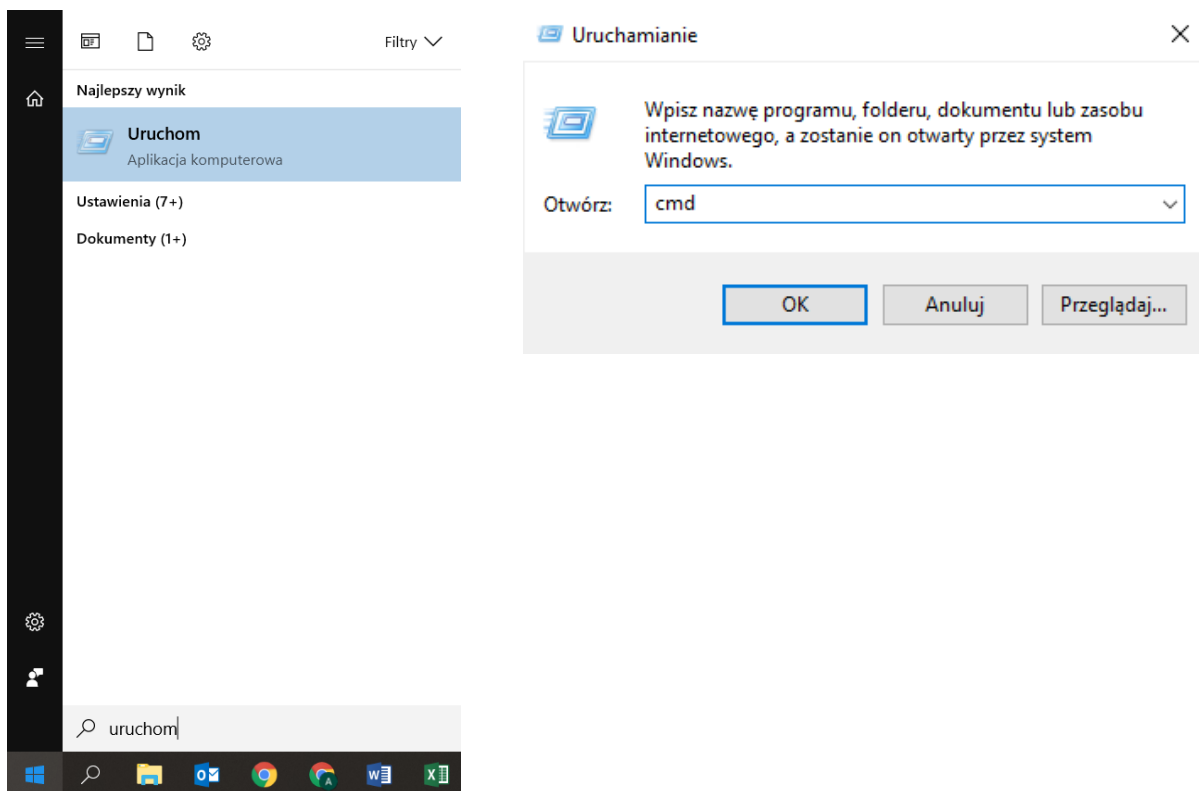 Filtry
Najlepszy wynik
Uruchom
Aplikacja komputerowa
Ustawienia (7+)
Dokumenty (1+)
uruchom
Uruchamianie
Wpisz nazwę programu, folderu, dokumentu lub zasobu
internetowego, a zostanie on otwarty przez system
Windows.
Otwórz: cmd
OK Anuluj Przeglądaj...